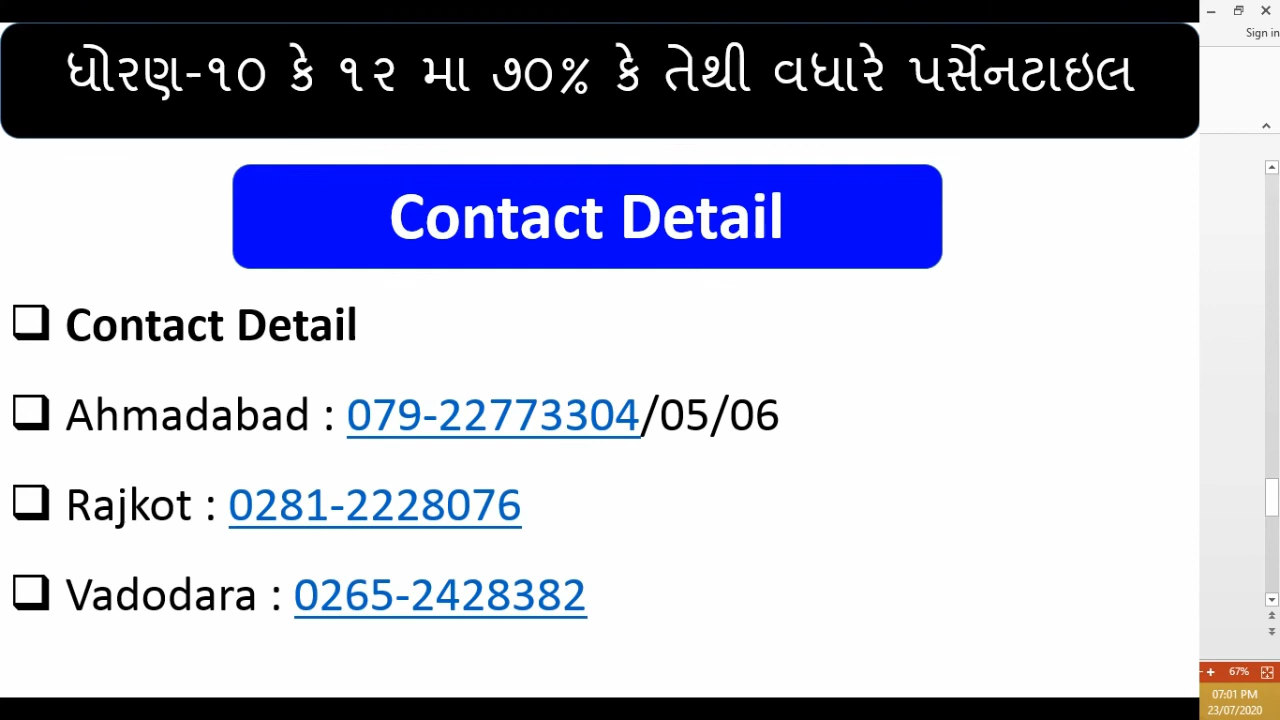 Sign in
ધોરણ-૧૦ કે ૧૨ મા ૭૦% કે તેથી વધારે પર્સેનટાઇલ
Contact Detail
Contact Detail
Ahmadabad : 079-22773304/05/06
Rajkot : 0281-2228076
Vadodara : 0265-2428382
67%
07:01 PM
23/07/2020